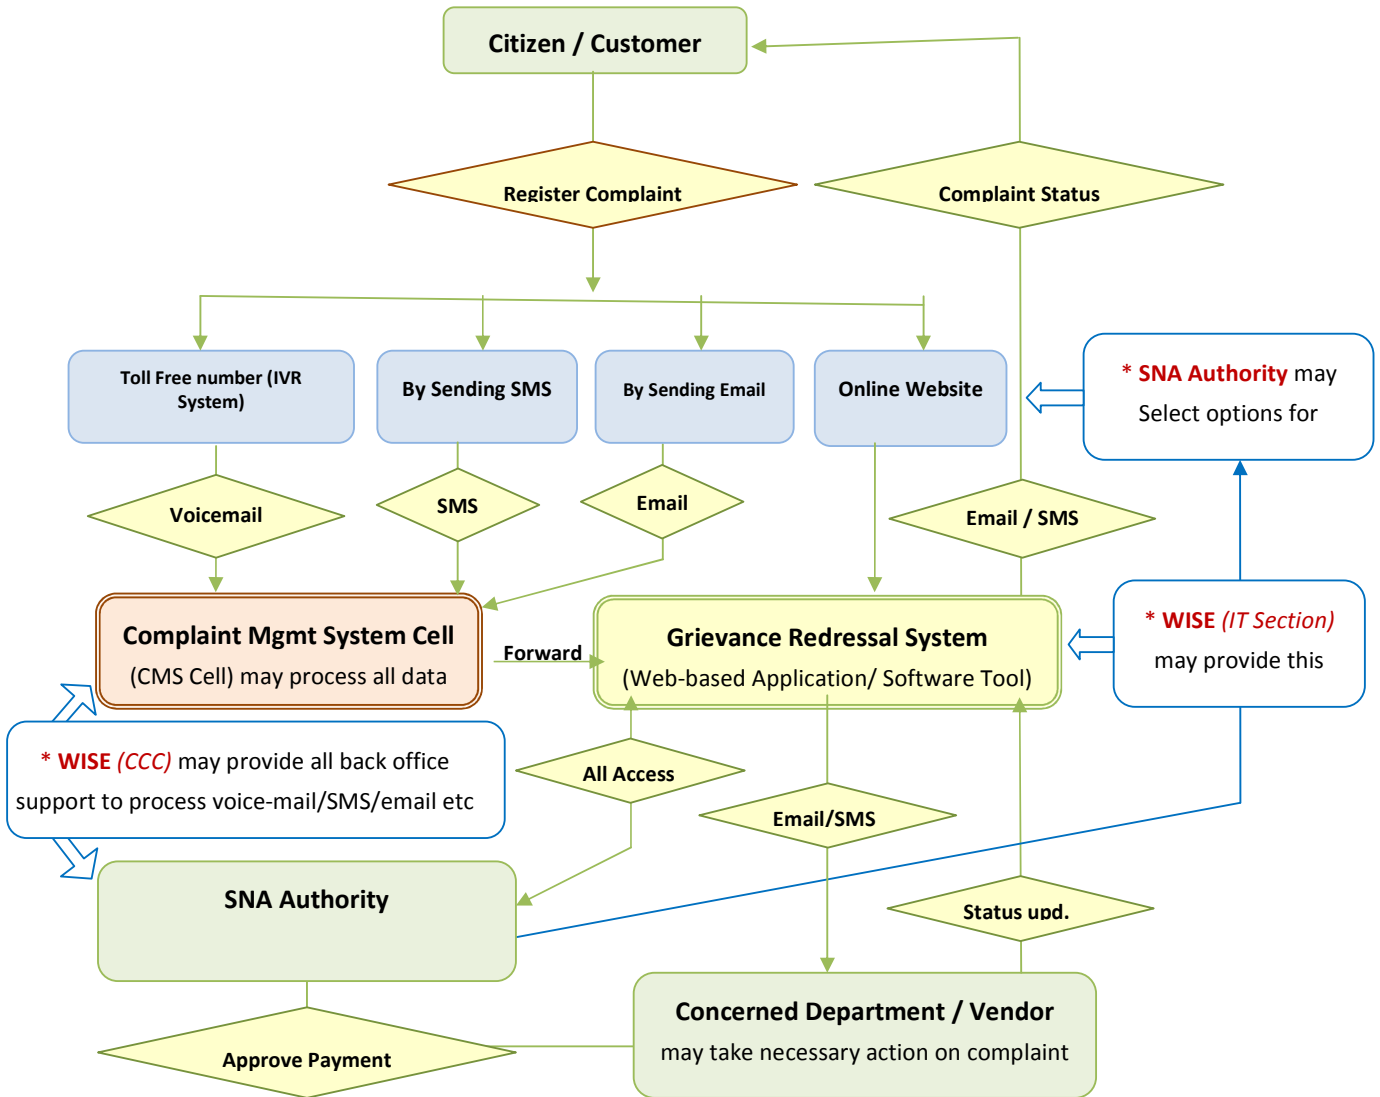 Citizen / Customer
Register Complaint
Complaint Status
Toll Free number (IVR
System)
By Sending SMS
By Sending Email
Online Website
* SNA Authority may
Select options for
Voicemail
SMS
Email
Email / SMS
Complaint Mgmt System Cell
(CMS Cell) may process all data
Forward
Grievance Redressal System
(Web-based Application/ Software Tool)
* WISE (IT Section)
may provide this
* WISE (CCC) may provide all back office
support to process voice-mail/SMS/email etc
All Access
Email/SMS
SNA Authority
Status upd.
Concerned Department / Vendor
may take necessary action on complaint
Approve Payment